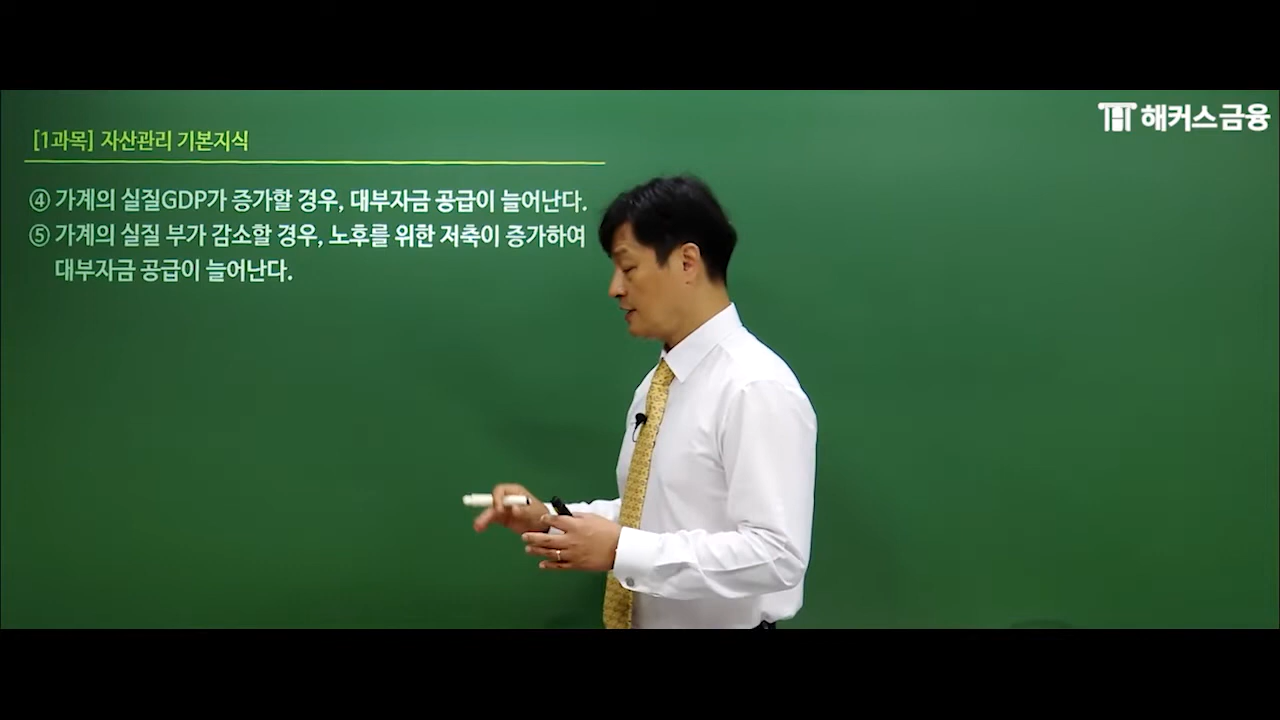 [1과목] 자산관리 기본지식
해커스금융
④ 가계의 실질GDP가 증가할 경우, 대부자금 공급이 늘어난다.
⑤ 가계의 실질 부가 감소할 경우, 노후를 위한 저축이 증가하여
대부자금 공급이 늘어난다.